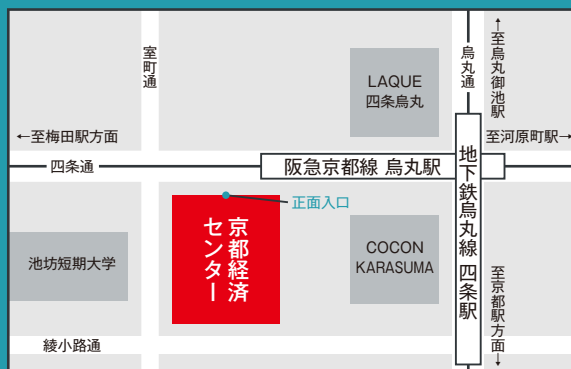 室町通
LAQUE
四条烏丸
烏丸通
←至烏丸御池駅
←至梅田駅方面
至河原町駅→
四条通
阪急京都線 烏丸駅
地下鉄烏丸線 四条駅
正面入口
京都経済
センター
池坊短期大学
COCON
KARASUMA
至京都駅方面→
綾小路通